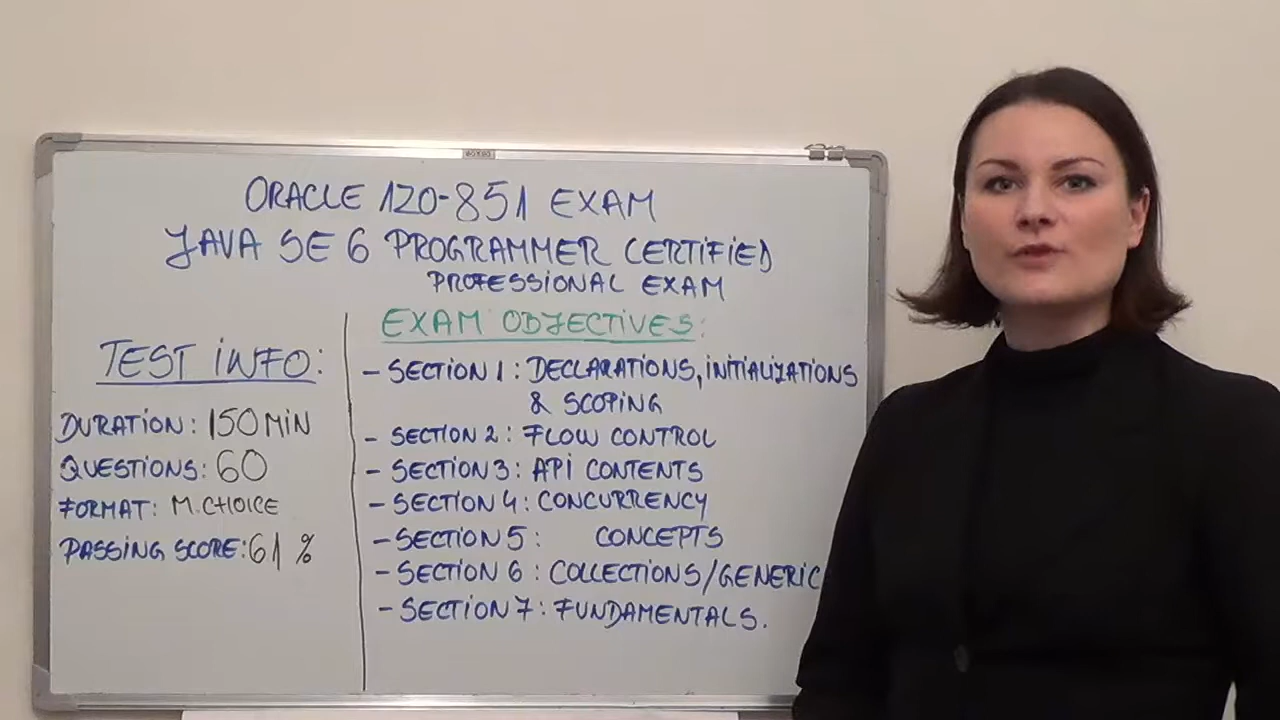 ORACLE 1Z0-851 EXAM
JAVA SE 6 PROGRAMMER CERTIFIED
PROFESSIONAL EXAM
TEST INFO:
DURATION: 150 MIN
QUESTIONS: 60
FORMAT: M. CHOICE
PASSING SCORE: 61 %
EXAM OBJECTIVES:
- SECTION 1: DECLARATIONS, INITIALIZATIONS
& SCOPING
- SECTION 2: FLOW CONTROL
- SECTION 3: API CONTENTS
- SECTION 4: CONCURRENCY
- SECTION 5: CONCEPTS
- SECTION 6: COLLECTIONS/GENERIC
- SECTION 7: FUNDAMENTALS.